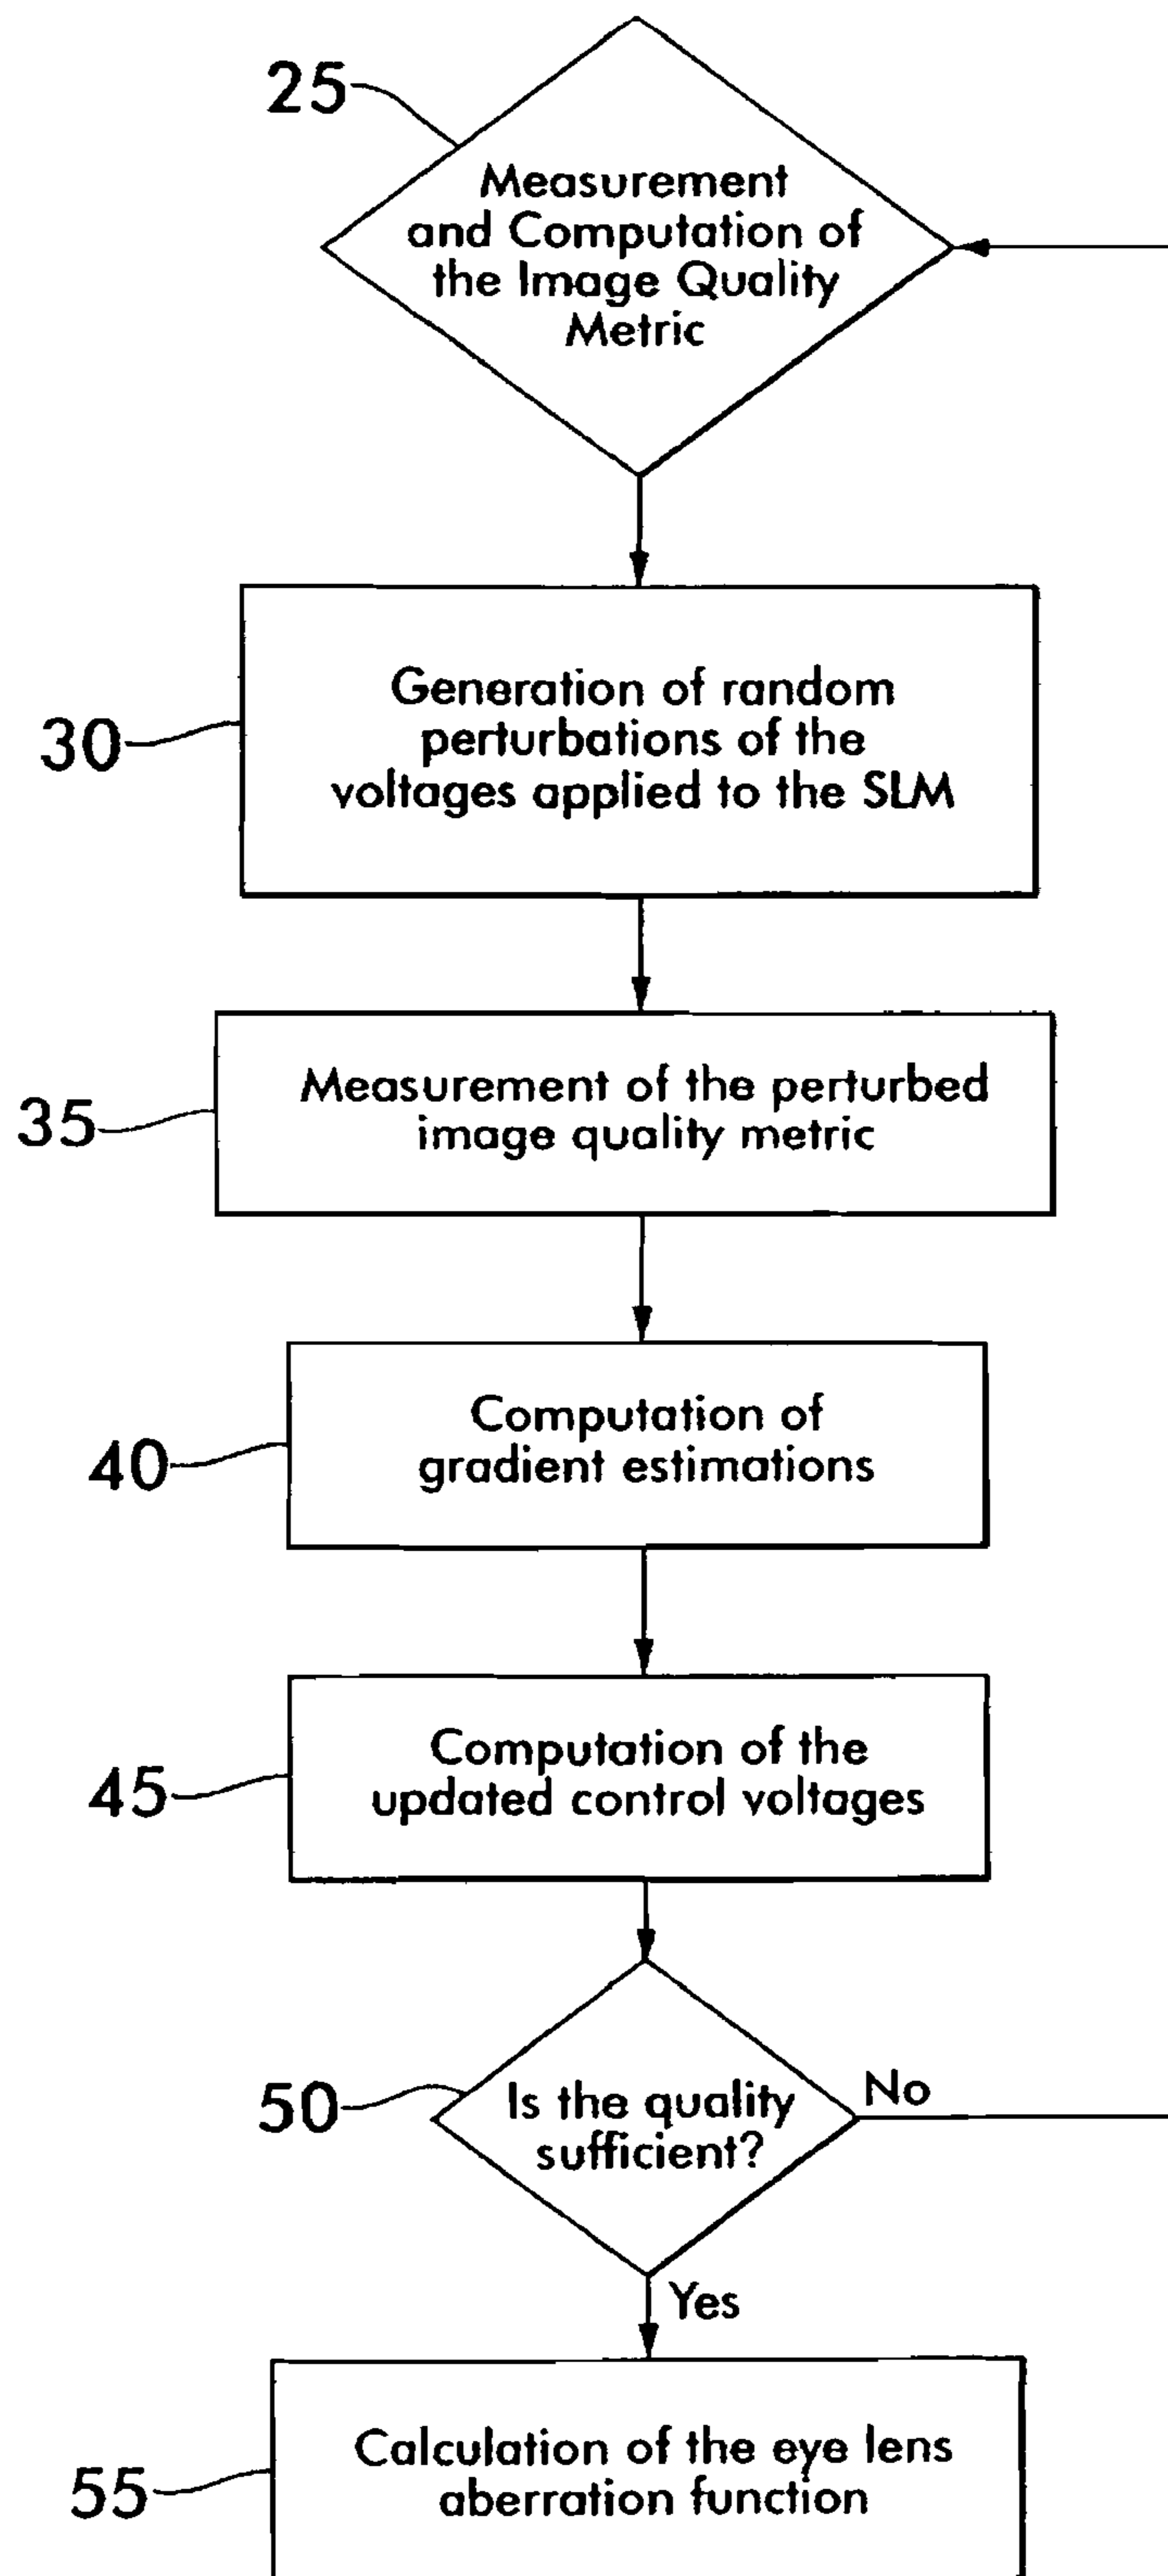 25
Measurement
and Computation of
the Image Quality
Metric
30
Generation of random
perturbations of the
voltages applied to the SLM
35
Measurement of the perturbed
image quality metric
40
Computation of
gradient estimations
45
Computation of the
updated control voltages
50
Is the quality
sufficient?
No
Yes
55
Calculation of the eye lens
aberration function